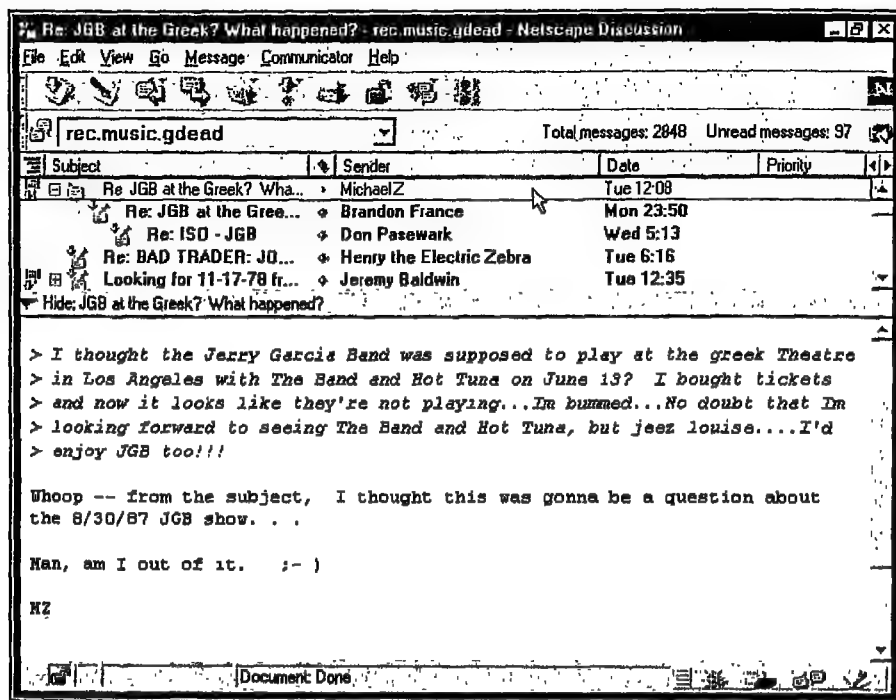 Re: JGB at the Greek? What happened? - rec.music.gdead - Netscape Discussion
File Edit View Go Message Communicator Help
rec.music.gdead Total messages: 2848 Unread messages: 97
Subject Sender Date Priority
Re JGB at the Greek? Wha... MichaelZ Tue 12:08
Re: JGB at the Gree... Brandon France Mon 23:50
Re: ISO - JGB Don Pasewark Wed 5:13
Re: BAD TRADER: JO... Henry the Electric Zebra Tue 6:16
Looking for 11-17-78 fr... Jeremy Baldwin Tue 12:35
Hide: JGB at the Greek? What happened?
> I thought the Jerry Garcia Band was supposed to play at the greek Theatre
> in Los Angeles with The Band and Hot Tuna on June 13? I bought tickets
> and now it looks like they're not playing...Im bummed...No doubt that Im
> looking forward to seeing The Band and Hot Tuna, but jeez louise....I'd
> enjoy JGB too!!!
Whoop -- from the subject, I thought this was gonna be a question about
the 8/30/87 JGB show. . .
Man, am I out of it. ;- )
MZ
Document: Done